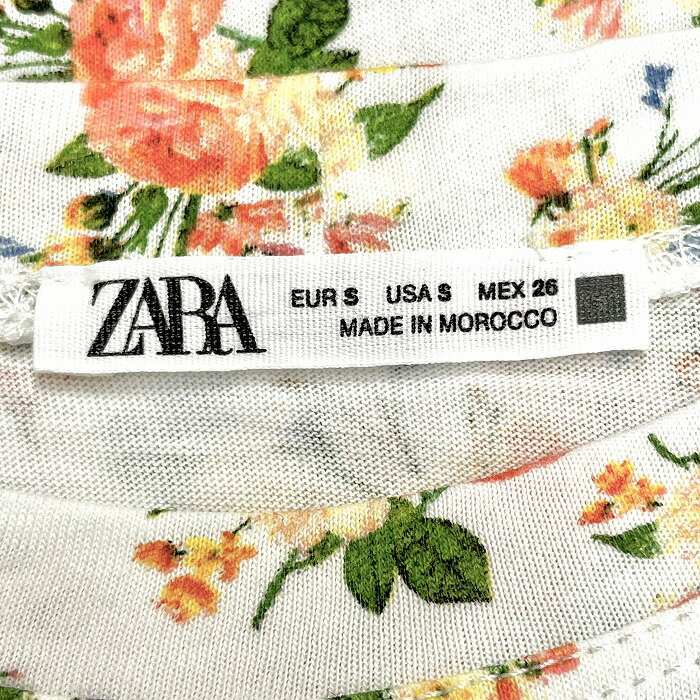 ZARA
EUR S USA S MEX 26
MADE IN MOROCCO